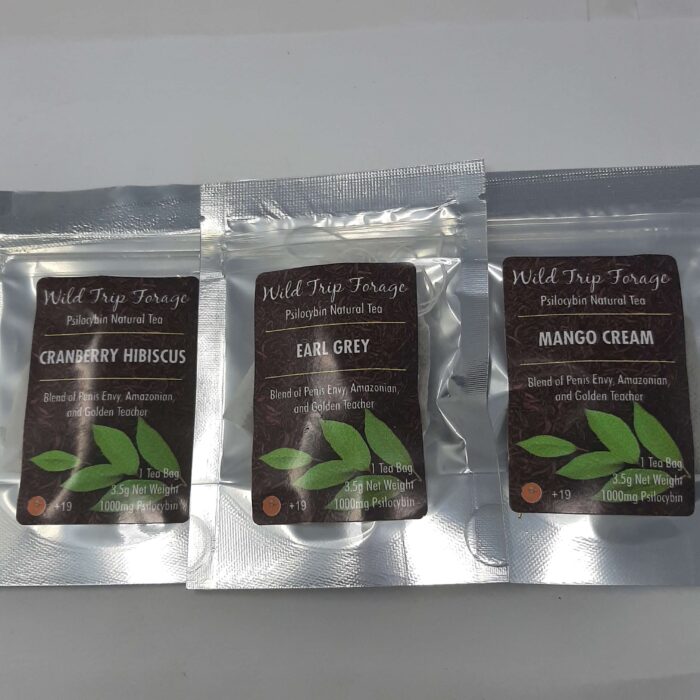 Wild Trip Forage
Psilocybin Natural Tea
CRANBERRY HIBISCUS
Blend of Penis Envy, Amazonian,
and Golden Teacher
1 Tea Bag
3.5g Net Weight
+19
1000mg Psilocybin
Wild Trip Forage
Psilocybin Natural Tea
EARL GREY
Blend of Penis Envy, Amazonian,
and Golden Teacher
1 Tea Bag
3.5g Net Weight
+19
1000mg Psilocybin
Wild Trip Forage
Psilocybin Natural Tea
MANGO CREAM
Blend of Penis Envy, Amazonian,
and Golden Teacher
1 Tea Bag
3.5g Net Weight
+19
1000mg Psilocybin